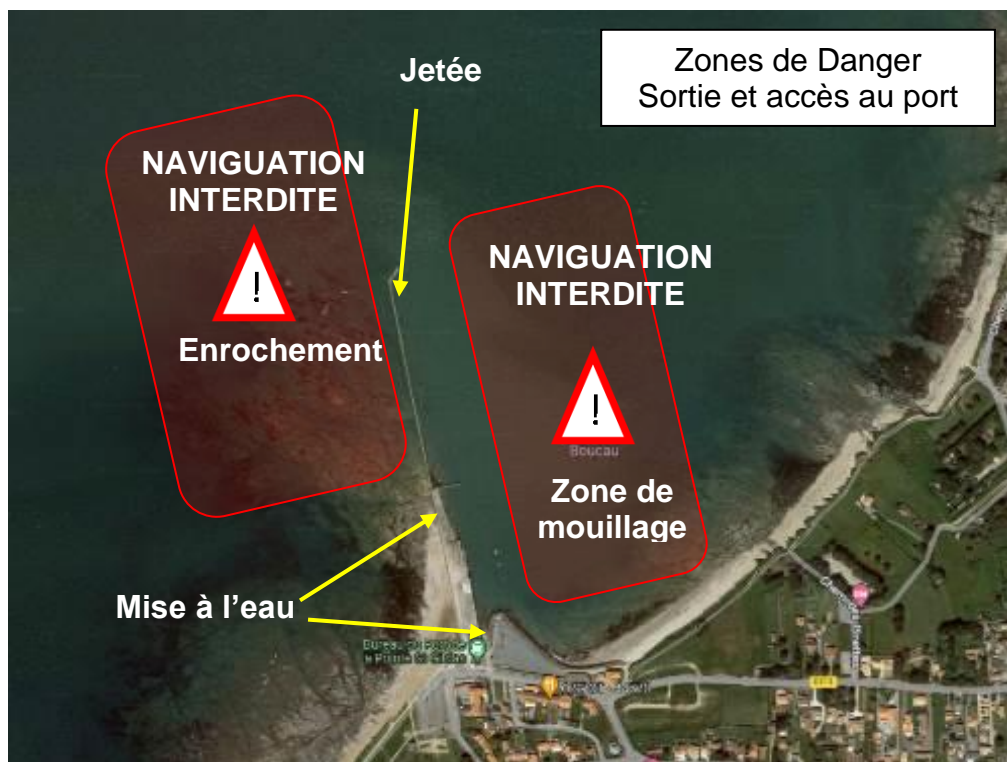 Zones de Danger
Sortie et accès au port
Jetée
NAVIGUATION
INTERDITE
!
Enrochement
NAVIGUATION
INTERDITE
!
Boucau
Zone de
mouillage
Mise à l’eau